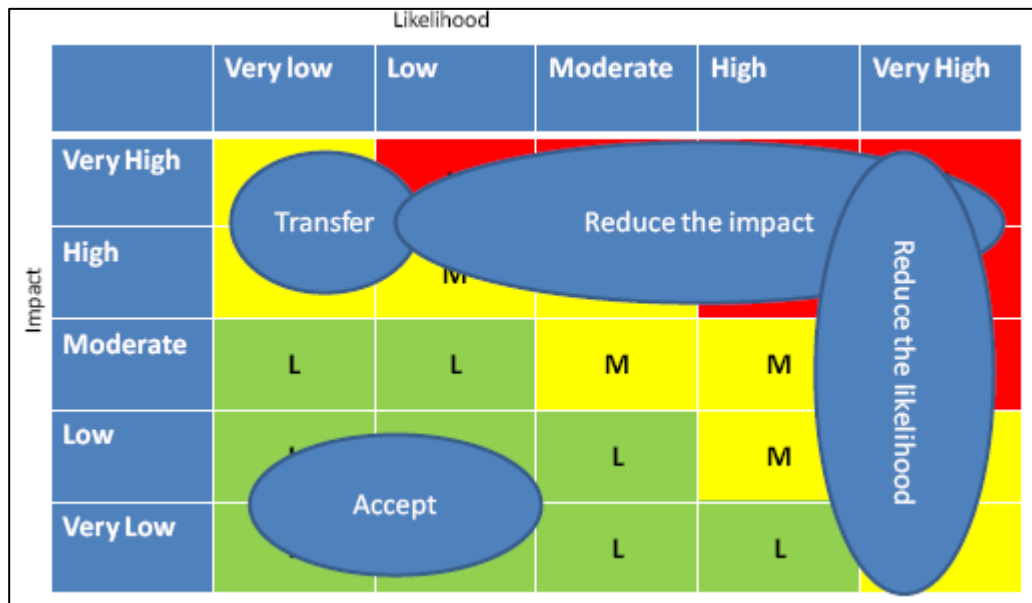 Likelihood
Very low Low Moderate High Very High
Very High
Transfer Reduce the impact
High
M
Impact
Moderate L L M M
Reduce the likelihood
Low L M
Accept
Very Low L L